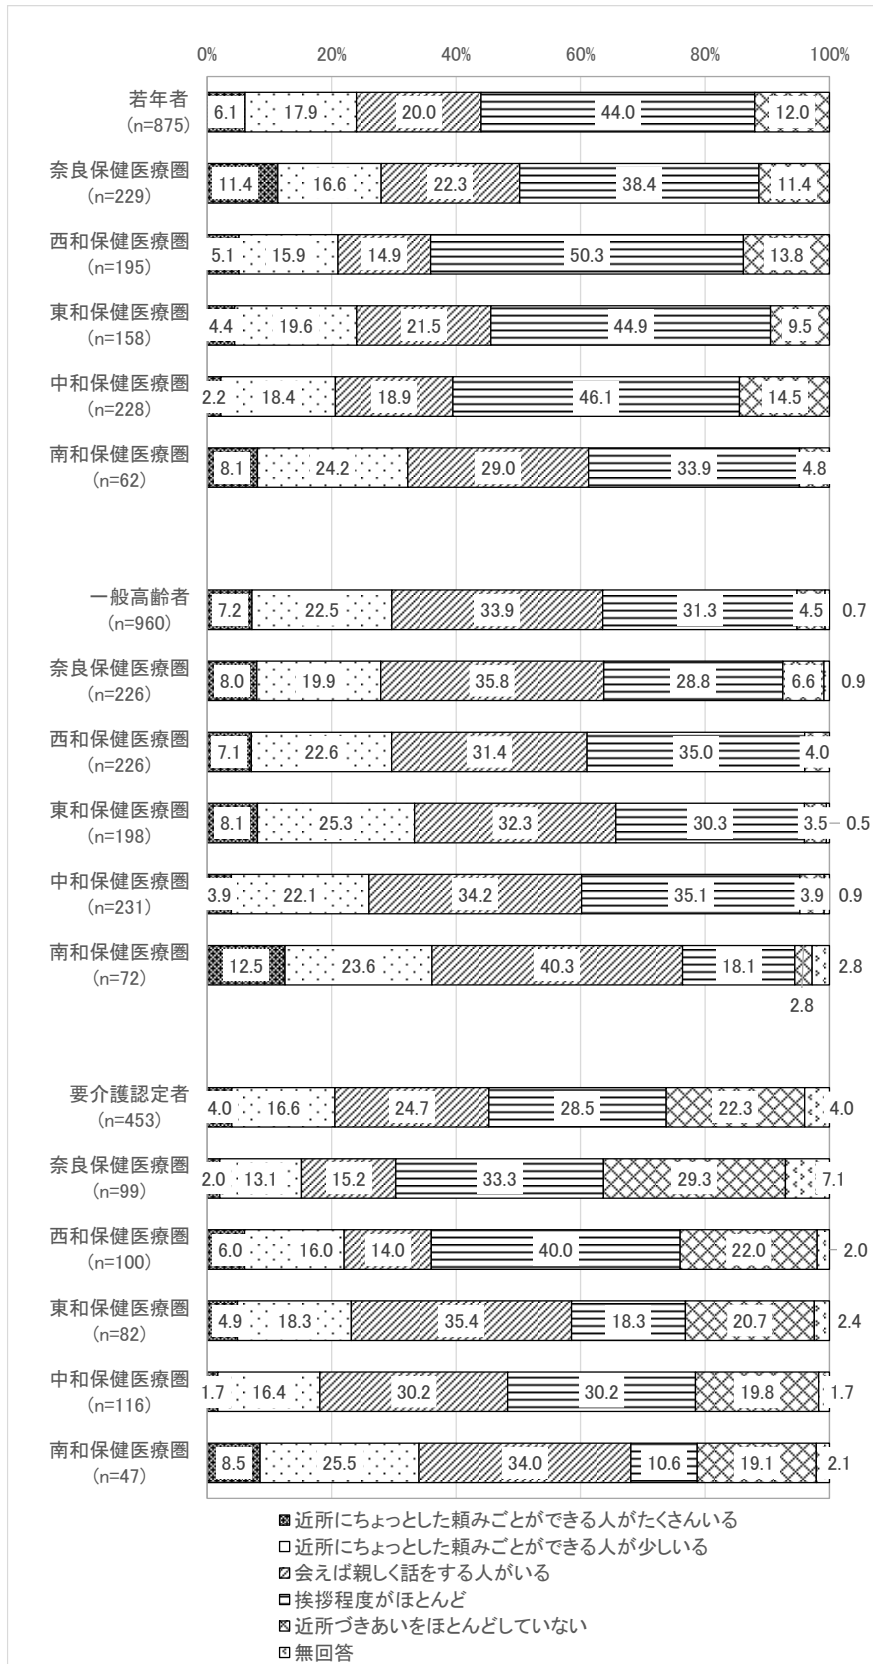 0% 20% 40% 60% 80% 100%
若年者
(n=875)
6.1 17.9 20.0 44.0 12.0
奈良保健医療圏
(n=229)
11.4 16.6 22.3 38.4 11.4
西和保健医療圏
(n=195)
5.1 15.9 14.9 50.3 13.8
東和保健医療圏
(n=158)
4.4 19.6 21.5 44.9 9.5
中和保健医療圏
(n=228)
2.2 18.4 18.9 46.1 14.5
南和保健医療圏
(n=62)
8.1 24.2 29.0 33.9 4.8
一般高齢者
(n=960)
7.2 22.5 33.9 31.3 4.5 0.7
奈良保健医療圏
(n=226)
8.0 19.9 35.8 28.8 6.6 0.9
西和保健医療圏
(n=226)
7.1 22.6 31.4 35.0 4.0
東和保健医療圏
(n=198)
8.1 25.3 32.3 30.3 3.5 0.5
中和保健医療圏
(n=231)
3.9 22.1 34.2 35.1 3.9 0.9
南和保健医療圏
(n=72)
12.5 23.6 40.3 18.1 2.8
2.8
要介護認定者
(n=453)
4.0 16.6 24.7 28.5 22.3 4.0
奈良保健医療圏
(n=99)
2.0 13.1 15.2 33.3 29.3 7.1
西和保健医療圏
(n=100)
6.0 16.0 14.0 40.0 22.0 2.0
東和保健医療圏
(n=82)
4.9 18.3 35.4 18.3 20.7 2.4
中和保健医療圏
(n=116)
1.7 16.4 30.2 30.2 19.8 1.7
南和保健医療圏
(n=47)
8.5 25.5 34.0 10.6 19.1 2.1
近所にちょっとした頼みごとができる人がたくさんいる
近所にちょっとした頼みごとができる人が少しいる
会えば親しく話をする人がいる
挨拶程度がほとんど
近所づきあいをほとんどしていない
無回答